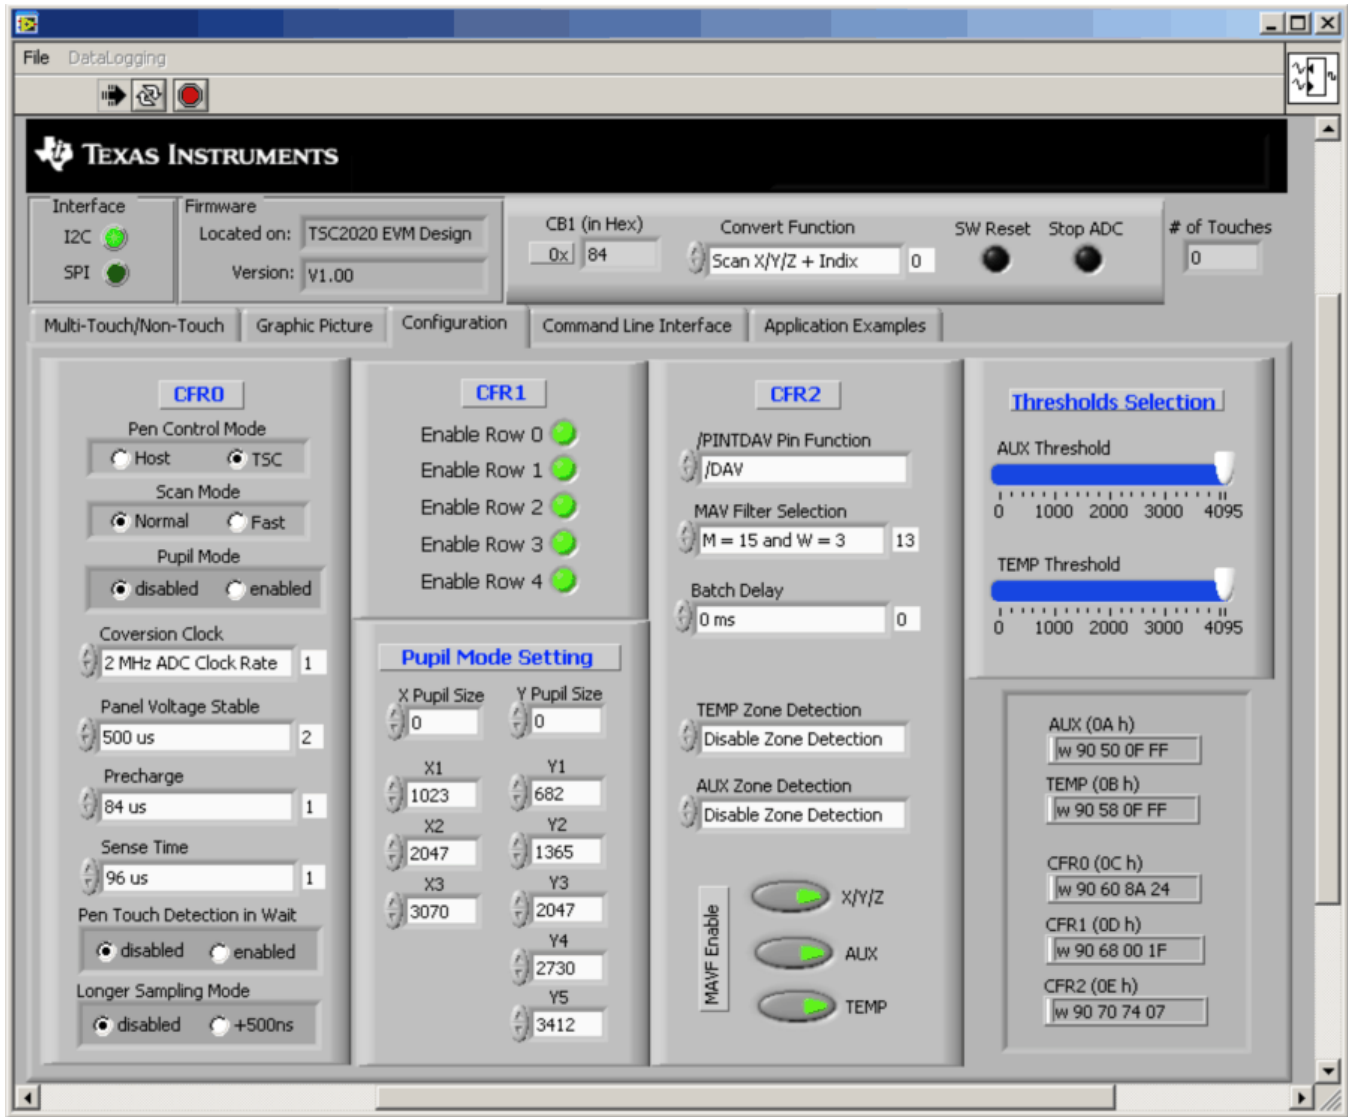 File DataLogging
TEXAS INSTRUMENTS
Interface
I2C
SPI
Firmware
Located on: TSC2020 EVM Design
Version: V1.00
CB1 (in Hex)
0x 84
Convert Function
Scan X/Y/Z + Indix 0
SW Reset
Stop ADC
# of Touches
0
Multi-Touch/Non-Touch
Graphic Picture
Configuration
Command Line Interface
Application Examples
CFR0
Pen Control Mode
Host TSC
Scan Mode
Normal Fast
Pupil Mode
disabled enabled
Coversion Clock
2 MHz ADC Clock Rate 1
Panel Voltage Stable
500 us 2
Precharge
84 us 1
Sense Time
96 us 1
Pen Touch Detection in Wait
disabled enabled
Longer Sampling Mode
disabled +500ns
CFR1
Enable Row 0
Enable Row 1
Enable Row 2
Enable Row 3
Enable Row 4
Pupil Mode Setting
X Pupil Size Y Pupil Size
0 0
X1 Y1
1023 682
X2 Y2
2047 1365
X3 Y3
3070 2047
Y4
2730
Y5
3412
CFR2
/PINTDAV Pin Function
/DAV
MAV Filter Selection
M = 15 and W = 3 13
Batch Delay
0 ms 0
TEMP Zone Detection
Disable Zone Detection
AUX Zone Detection
Disable Zone Detection
MAVF Enable
X/Y/Z
AUX
TEMP
Thresholds Selection
AUX Threshold
0 1000 2000 3000 4095
TEMP Threshold
0 1000 2000 3000 4095
AUX (0A h)
w 90 50 0F FF
TEMP (0B h)
w 90 58 0F FF
CFR0 (0C h)
w 90 60 8A 24
CFR1 (0D h)
w 90 68 00 1F
CFR2 (0E h)
w 90 70 74 07